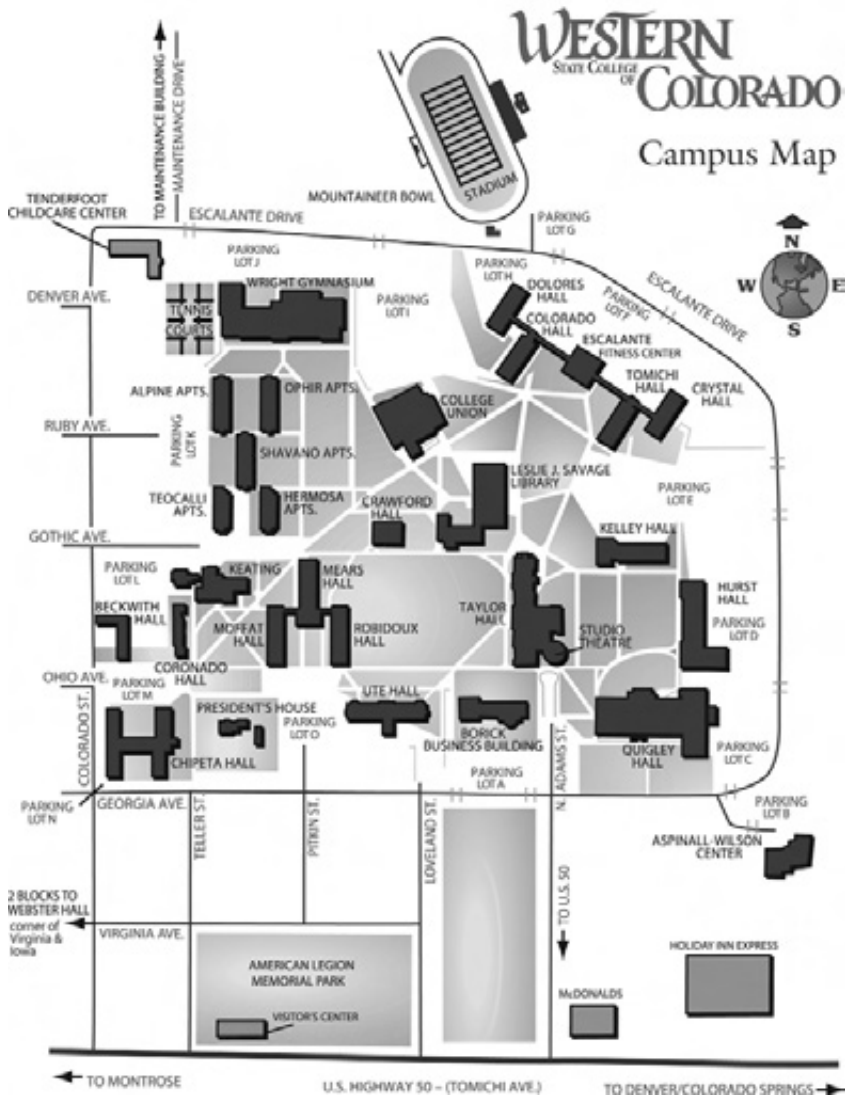 WESTERN
STATE COLLEGE
OF
COLORADO
Campus Map
TO MAINTENANCE BUILDING
MAINTENANCE DRIVE
STADIUM
MOUNTAINEER BOWL
TENDERFOOT
CHILDCARE CENTER
ESCALANTE DRIVE
PARKING
LOT G
PARKING
LOT J
PARKING
LOT H
N
W E
S
DENVER AVE.
WRIGHT GYMNASIUM
TENNIS
COURTS
PARKING
LOT I
DOLORES
HALL
COLORADO
HALL
PARKING
LOT F
ESCALANTE DRIVE
ESCALANTE
FITNESS CENTER
TOMICHI
HALL
CRYSTAL
HALL
ALPINE APTS.
OPHIR APTS.
COLLEGE
UNION
RUBY AVE.
PARKING
LOT K
SHAVANO APTS.
LESLIE J. SAVAGE
LIBRARY
TEOCALLI
APTS.
HERMOSA
APTS.
CRAWFORD
HALL
PARKING
LOT E
GOTHIC AVE.
KELLEY HALL
PARKING
LOT L
KEATING
MEARS
HALL
BECKWITH
HALL
TAYLOR
HALL
HURST
HALL
MOFFAT
HALL
ROBIDOUX
HALL
STUDIO
THEATRE
PARKING
LOT D
CORONADO
HALL
OHIO AVE.
PARKING
LOT M
UTE HALL
PRESIDENT'S HOUSE
PARKING
LOT O
COLORADO ST.
CHIPETA HALL
BORICK
BUSINESS BUILDING
N. ADAMS ST.
QUIGLEY
HALL
PARKING
LOT C
PARKING
LOT A
PARKING
LOT N
GEORGIA AVE.
TELLER ST.
PITKIN ST.
LOVELAND ST.
PARKING
LOT B
ASPINALL-WILSON
CENTER
2 BLOCKS TO
WEBSTER HALL
corner of
Virginia &
Iowa
VIRGINIA AVE.
TO U.S. 50
AMERICAN LEGION
MEMORIAL PARK
VISITOR'S CENTER
HOLIDAY INN EXPRESS
McDONALDS
TO MONTROSE
U.S. HIGHWAY 50 – (TOMICHI AVE.)
TO DENVER/COLORADO SPRINGS